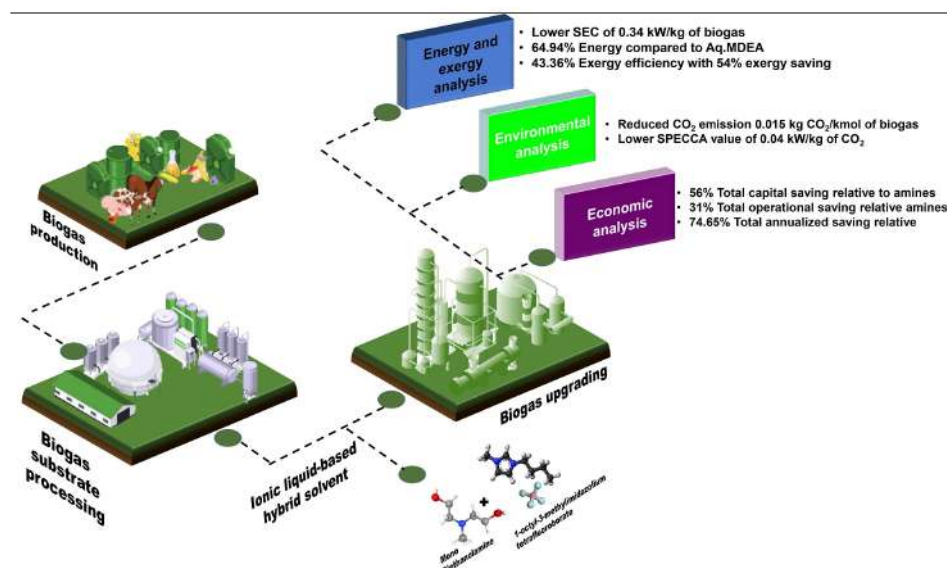 Energy and
exergy
analysis
• Lower SEC of 0.34 kW/kg of biogas
• 64.94% Energy compared to Aq.MDEA
• 43.36% Exergy efficiency with 54% exergy saving
Environmental
analysis
• Reduced CO₂ emission 0.015 kg CO₂/kmol of biogas
• Lower SPECCA value of 0.04 kW/kg of CO₂
Economic
analysis
• 56% Total capital saving relative to amines
• 31% Total operational saving relative amines
• 74.65% Total annualized saving relative
Biogas
production
Biogas
substrate
processing
Ionic liquid-based
hybrid solvent
Biogas upgrading
+
Mono
1-octyl-3-methylimidazolium
tetrafluoroborate